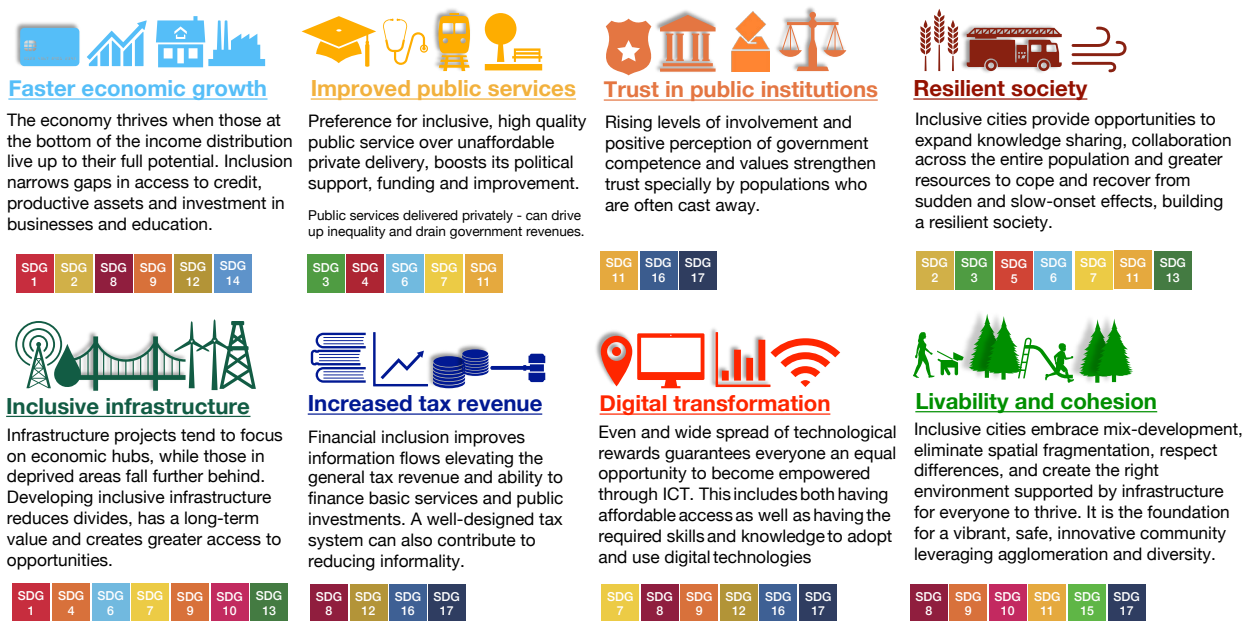 Faster economic growth
The economy thrives when those at
the bottom of the income distribution
live up to their full potential. Inclusion
narrows gaps in access to credit,
productive assets and investment in
businesses and education.
SDG 1 SDG 2 SDG 8 SDG 9 SDG 12 SDG 14
Improved public services
Preference for inclusive, high quality
public service over unaffordable
private delivery, boosts its political
support, funding and improvement.
Public services delivered privately - can drive
up inequality and drain government revenues.
SDG 3 SDG 4 SDG 6 SDG 7 SDG 11
Trust in public institutions
Rising levels of involvement and
positive perception of government
competence and values strengthen
trust specially by populations who
are often cast away.
SDG 11 SDG 16 SDG 17
Resilient society
Inclusive cities provide opportunities to
expand knowledge sharing, collaboration
across the entire population and greater
resources to cope and recover from
sudden and slow-onset effects, building
a resilient society.
SDG 2 SDG 3 SDG 5 SDG 6 SDG 7 SDG 11 SDG 13
Inclusive infrastructure
Infrastructure projects tend to focus
on economic hubs, while those in
deprived areas fall further behind.
Developing inclusive infrastructure
reduces divides, has a long-term
value and creates greater access to
opportunities.
SDG 1 SDG 4 SDG 6 SDG 7 SDG 9 SDG 10 SDG 13
Increased tax revenue
Financial inclusion improves
information flows elevating the
general tax revenue and ability to
finance basic services and public
investments. A well-designed tax
system can also contribute to
reducing informality.
SDG 8 SDG 12 SDG 16 SDG 17
Digital transformation
Even and wide spread of technological
rewards guarantees everyone an equal
opportunity to become empowered
through ICT. This includes both having
affordable access as well as having the
required skills and knowledge to adopt
and use digital technologies
SDG 7 SDG 8 SDG 9 SDG 12 SDG 16 SDG 17
Livability and cohesion
Inclusive cities embrace mix-development,
eliminate spatial fragmentation, respect
differences, and create the right
environment supported by infrastructure
for everyone to thrive. It is the foundation
for a vibrant, safe, innovative community
leveraging agglomeration and diversity.
SDG 8 SDG 9 SDG 10 SDG 11 SDG 15 SDG 17